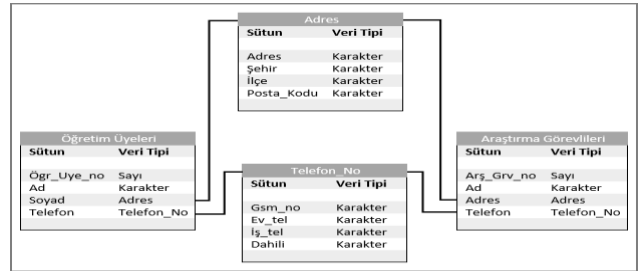 Adres
Sütun Veri Tipi
Adres Karakter
Şehir Karakter
İlçe Karakter
Posta_Kodu Karakter
Öğretim Üyeleri
Sütun Veri Tipi
Ögr_Uye_no Sayı
Ad Karakter
Soyad Adres
Telefon Telefon_No
Telefon_No
Sütun Veri Tipi
Gsm_no Karakter
Ev_tel Karakter
İş_tel Karakter
Dahili Karakter
Araştırma Görevlileri
Sütun Veri Tipi
Arş_Grv_no Sayı
Ad Karakter
Adres Adres
Telefon Telefon_No